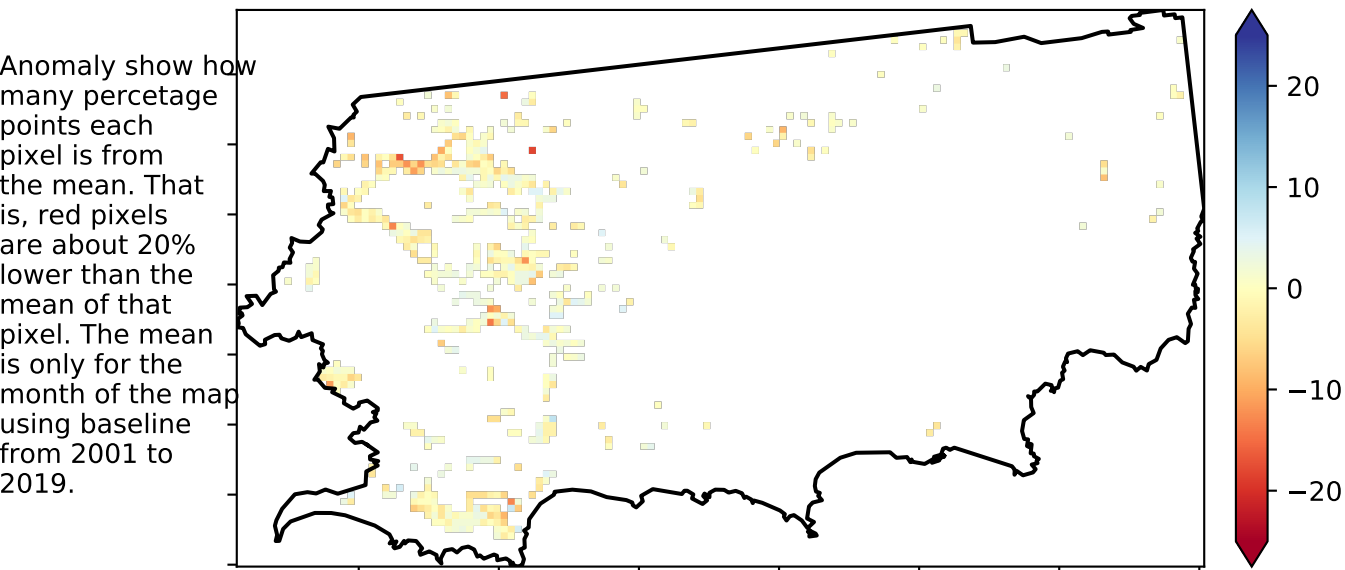 Anomaly show how
many percetage
points each
pixel is from
the mean. That
is, red pixels
are about 20%
lower than the
mean of that
pixel. The mean
is only for the
month of the map
using baseline
from 2001 to
2019.
20
10
0
−10
−20